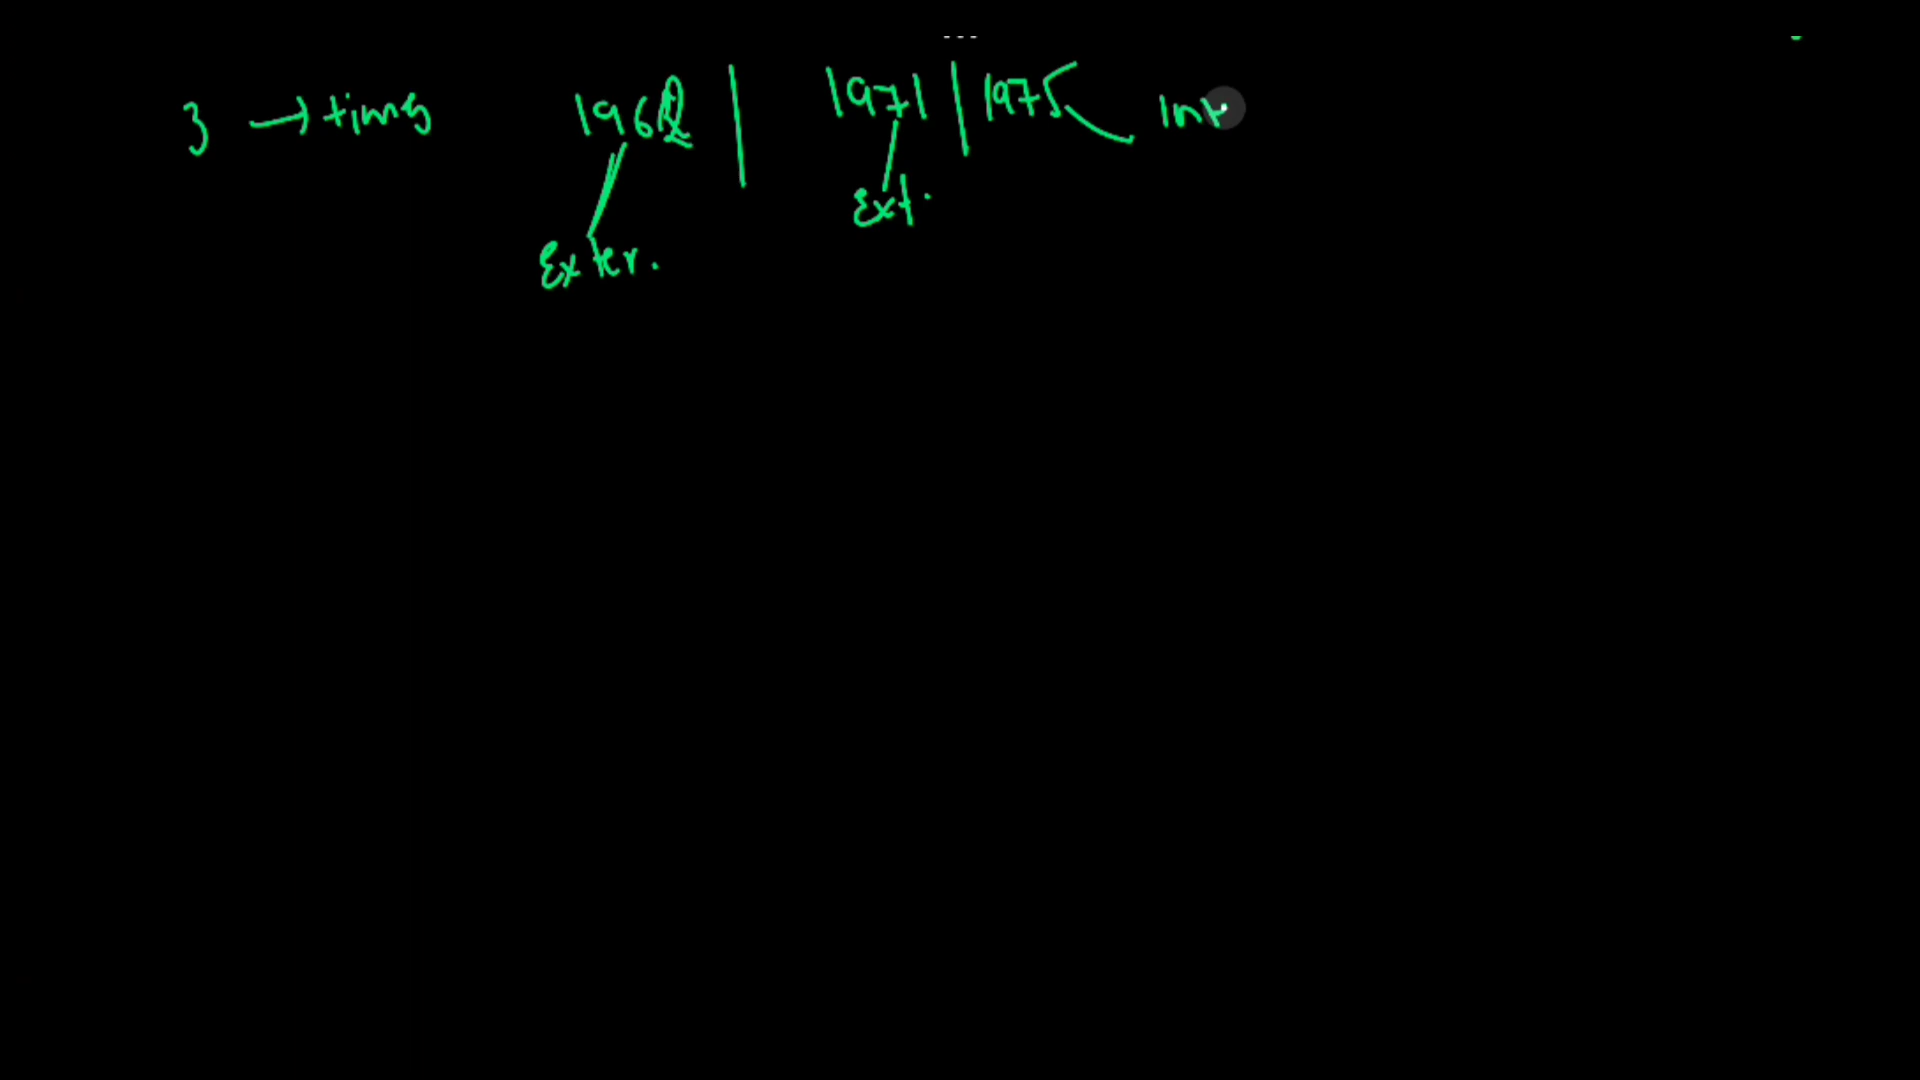 3 → times 1962 | 1971 | 1975 Int
Exter. Ext.